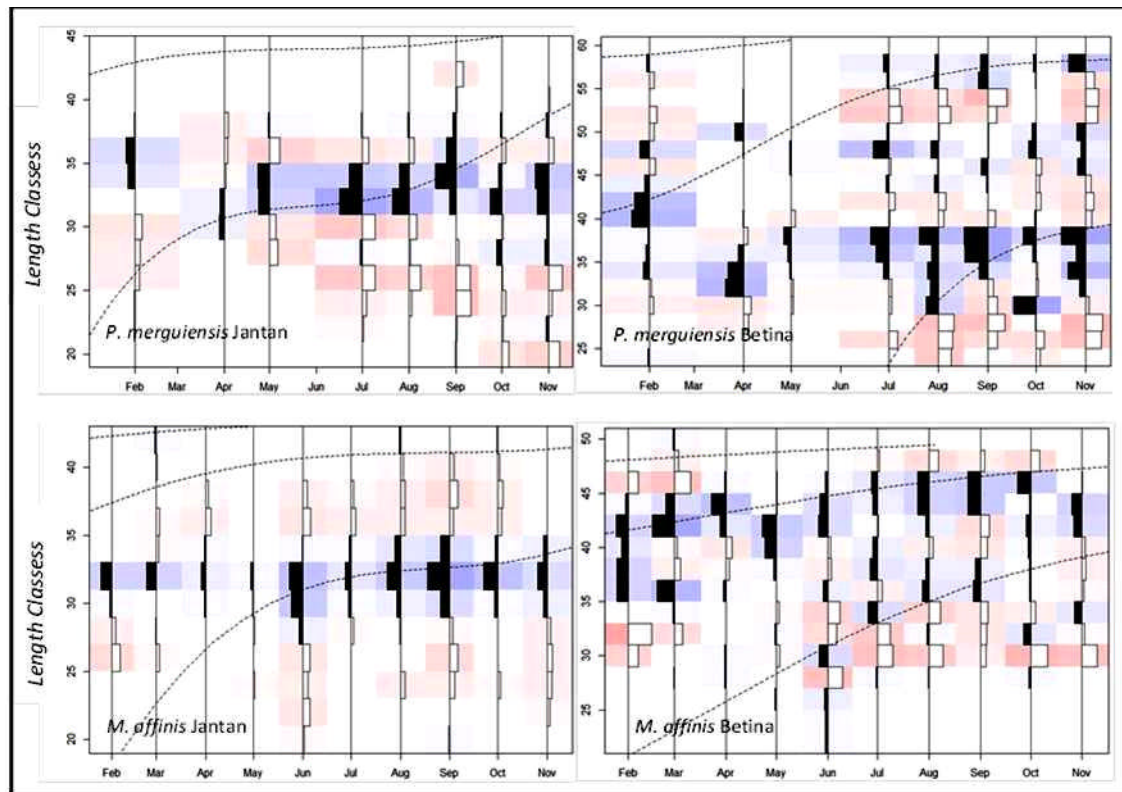 Length Classess
45
40
35
30
25
20
P. merguiensis Jantan
Feb Mar Apr May Jun Jul Aug Sep Oct Nov
60
55
50
45
40
35
30
25
P. merguiensis Betina
Feb Mar Apr May Jun Jul Aug Sep Oct Nov
Length Classess
40
35
30
25
20
M. affinis Jantan
Feb Mar Apr May Jun Jul Aug Sep Oct Nov
50
45
40
35
30
25
M. affinis Betina
Feb Mar Apr May Jun Jul Aug Sep Oct Nov